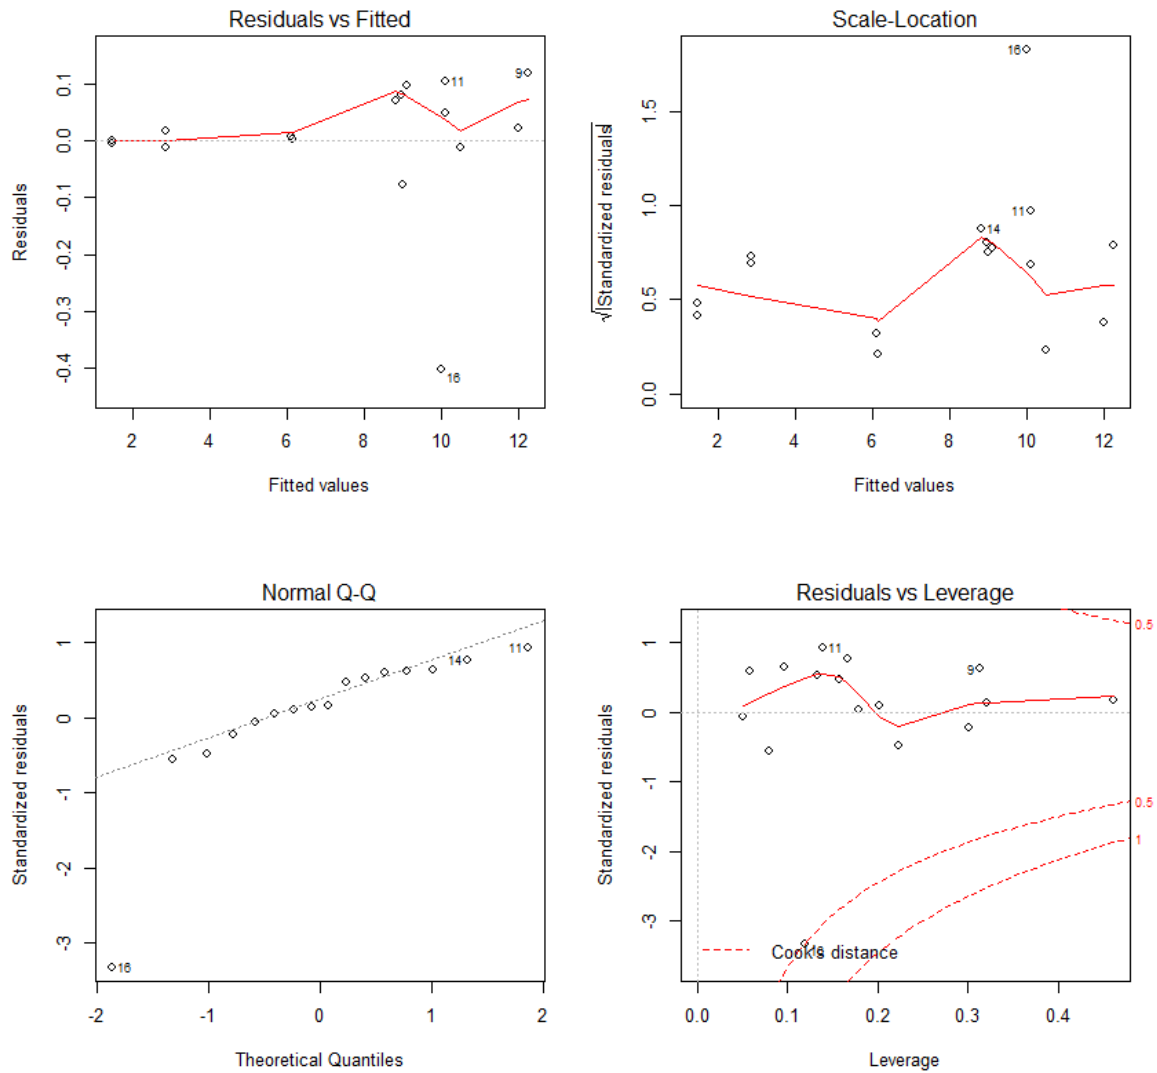 Residuals vs Fitted
Residuals
0.1
0.0
-0.1
-0.2
-0.3
-0.4
11
9
16
2 4 6 8 10 12
Fitted values
Scale-Location
√|Standardized residuals|
1.5
1.0
0.5
0.0
16
11
14
2 4 6 8 10 12
Fitted values
Normal Q-Q
Standardized residuals
1
0
-1
-2
-3
14
11
16
-2 -1 0 1 2
Theoretical Quantiles
Residuals vs Leverage
Standardized residuals
1
0
-1
-2
-3
11
9
16
0.5
0.5
1
Cook's distance
0.0 0.1 0.2 0.3 0.4
Leverage